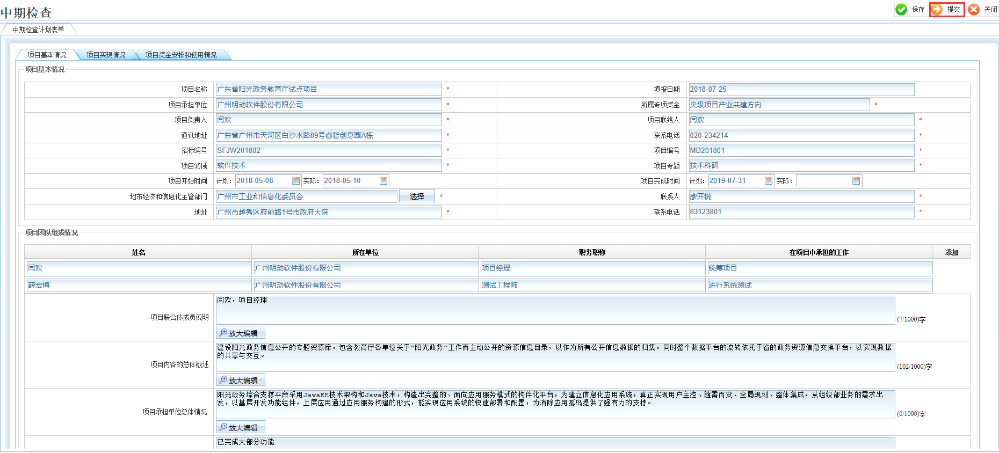 中期检查
保存 提交 关闭
中期检查计划表单
项目基本情况 项目实现情况 项目资金安排和使用情况
项目基本情况
项目名称 广东省阳光政务教育厅试点项目 * 填报日期 2018-07-25
项目承担单位 广州明动软件股份有限公司 * 所属专项资金 央级项目产业共建方向 *
项目负责人 闫欢 * 项目联络人 闫欢 *
通讯地址 广东省广州市天河区白沙水路89号睿智创意园A栋 * 联系电话 020-234214 *
招标编号 SFJW201802 * 项目编号 MD201801 *
项目领域 软件技术 * 项目专题 技术科研 *
项目开始时间 计划: 2018-05-08 实际: 2018-05-10 项目完成时间 计划: 2019-07-31 实际:
地市经济和信息化主管部门 广州市工业和信息化委员会 选择 * 联系人 廖开锐 *
地址 广州市越秀区府前路1号市政府大院 * 联系电话 83123801 *
项目团队组成情况
姓名 所在单位 职务职称 在项目中承担的工作 添加
闫欢 广州明动软件股份有限公司 项目经理 统筹项目
薛宏梅 广州明动软件股份有限公司 测试工程师 进行系统测试
项目联合体成员说明 闫欢，项目经理 (7/1000)字
放大编辑
项目内容的总体概述 建设阳光政务信息公开的专题资源库，包含教育厅各单位关于“阳光政务”工作而主动公开的资源信息目录，以作为所有公开信息数据的归集。同时整个数据平台的流转依托于省的政务资源信息交换平台，以实现数据
的共享与交互。 (102/1000)字
放大编辑
项目承担单位总体情况 阳光政务综合支撑平台采用JavaEE技术架构和Java技术，构造出完整的、面向应用服务模式的构件化平台，为建立信息化应用系统，真正实现用户主控、随需而变、全局规划、整体集成，从组织部业务的需求出
发，以基层开发功能组件，上层应用通过应用服务构建的形式，能实现应用系统的快速部署和配置，为消除应用孤岛提供了强有力的支持。 (0/1000)字
放大编辑
已完成大部分功能